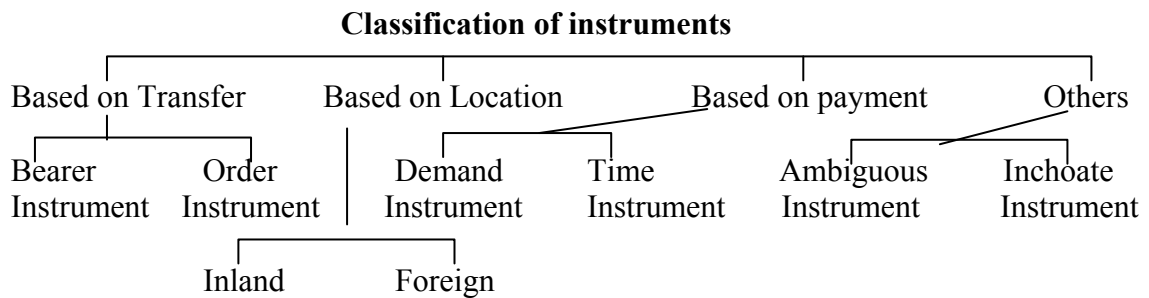 Classification of instruments
Based on Transfer Based on Location Based on payment Others
Bearer Order Demand Time Ambiguous Inchoate
Instrument Instrument Instrument Instrument Instrument Instrument
Inland Foreign